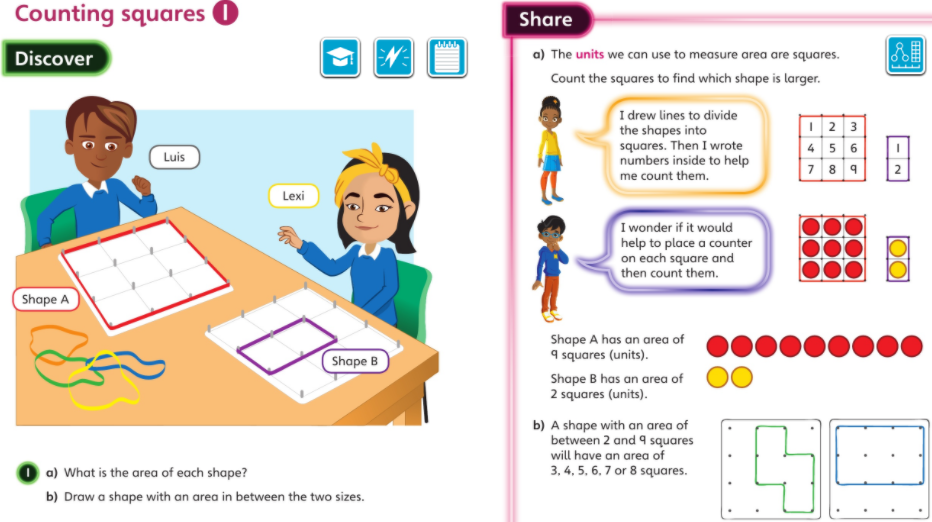 Counting squares 1
Discover
Luis
Lexi
Shape A
Shape B
1 a) What is the area of each shape?
b) Draw a shape with an area in between the two sizes.
Share
a) The units we can use to measure area are squares.
Count the squares to find which shape is larger.
I drew lines to divide
the shapes into
squares. Then I wrote
numbers inside to help
me count them.
1 2 3
4 5 6
7 8 9
1
2
I wonder if it would
help to place a counter
on each square and
then count them.
Shape A has an area of
9 squares (units).
Shape B has an area of
2 squares (units).
b) A shape with an area of
between 2 and 9 squares
will have an area of
3, 4, 5, 6, 7 or 8 squares.